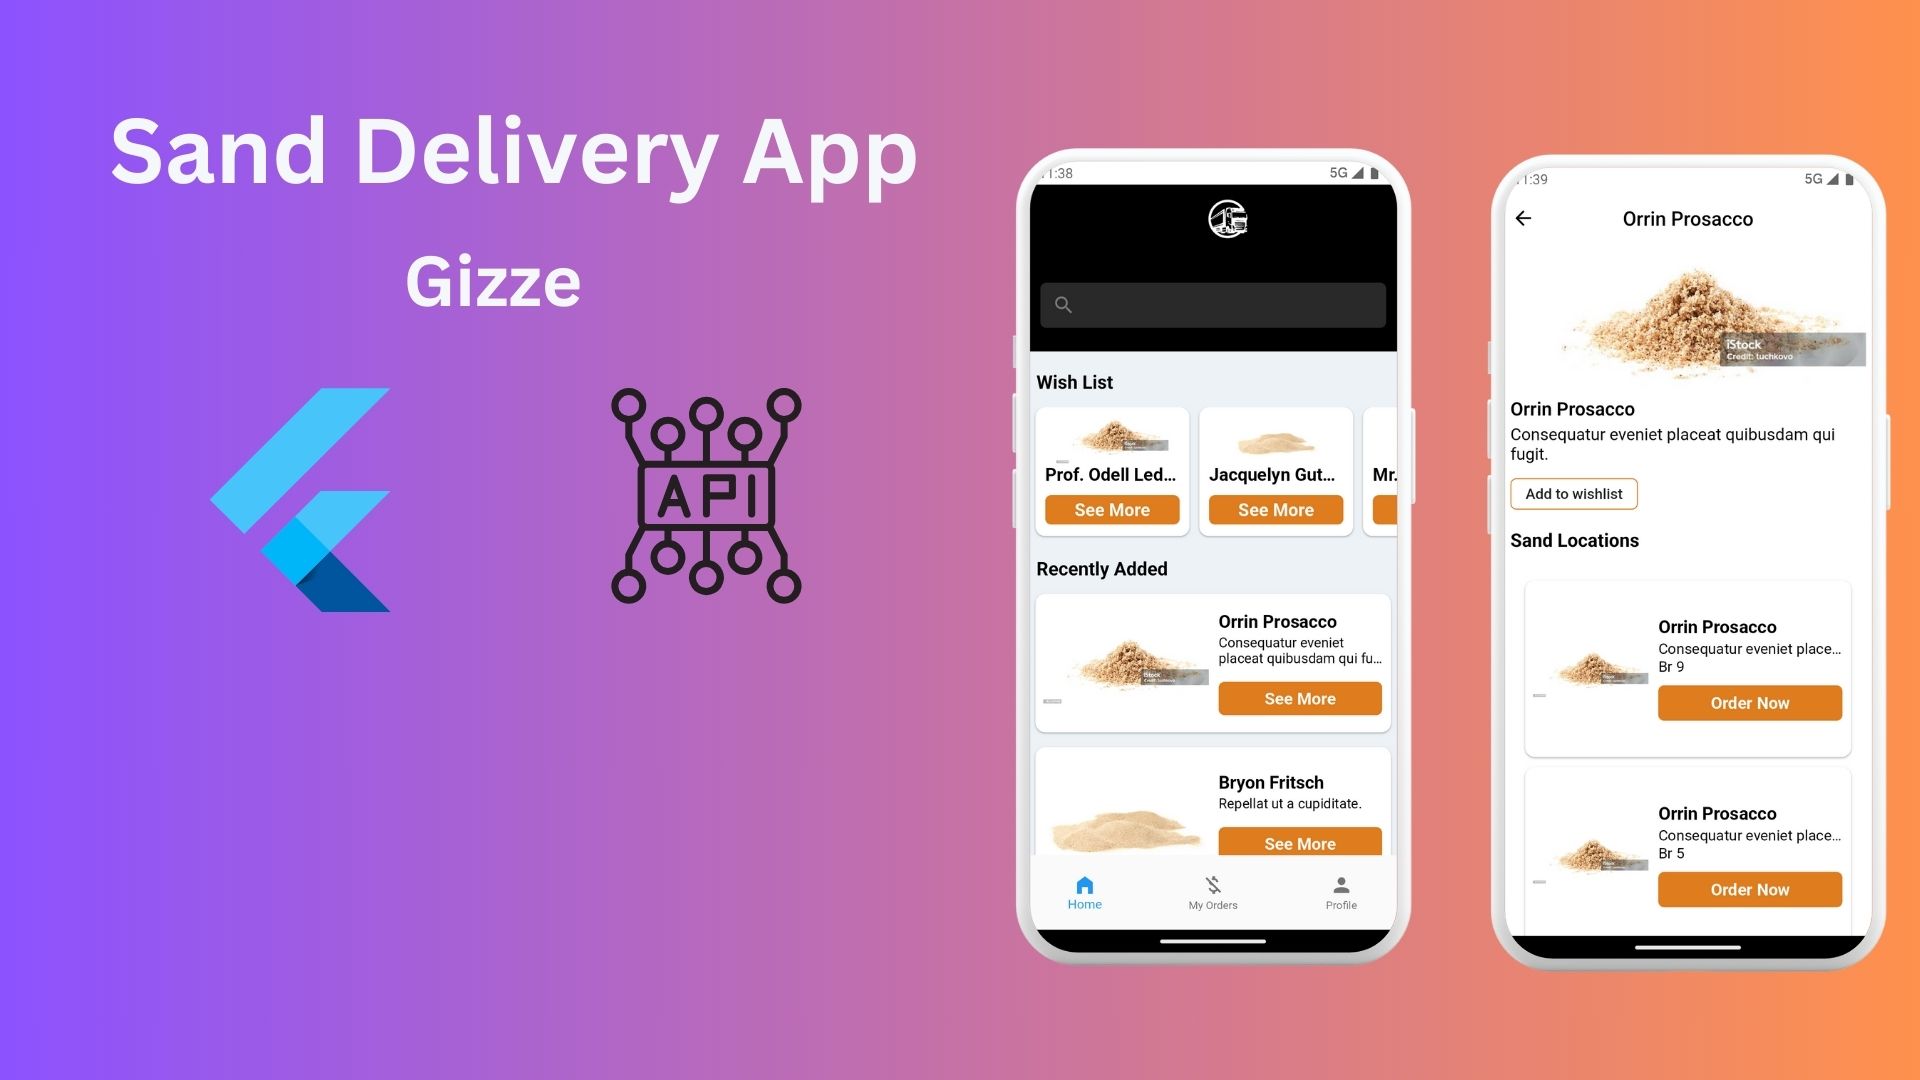 Sand Delivery App
Gizze
API
:38
5G
Wish List
Prof. Odell Led...
See More
Jacquelyn Gut...
See More
Mr.
Recently Added
Orrin Prosacco
Consequatur eveniet
placeat quibusdam qui fu...
See More
iStock
Bryon Fritsch
Repellat ut a cupiditate.
See More
Home
My Orders
Profile
:39
5G
Orrin Prosacco
iStock
Credit: tuchkovo
Orrin Prosacco
Consequatur eveniet placeat quibusdam qui
fugit.
Add to wishlist
Sand Locations
Orrin Prosacco
Consequatur eveniet place...
Br 9
Order Now
Orrin Prosacco
Consequatur eveniet place...
Br 5
Order Now